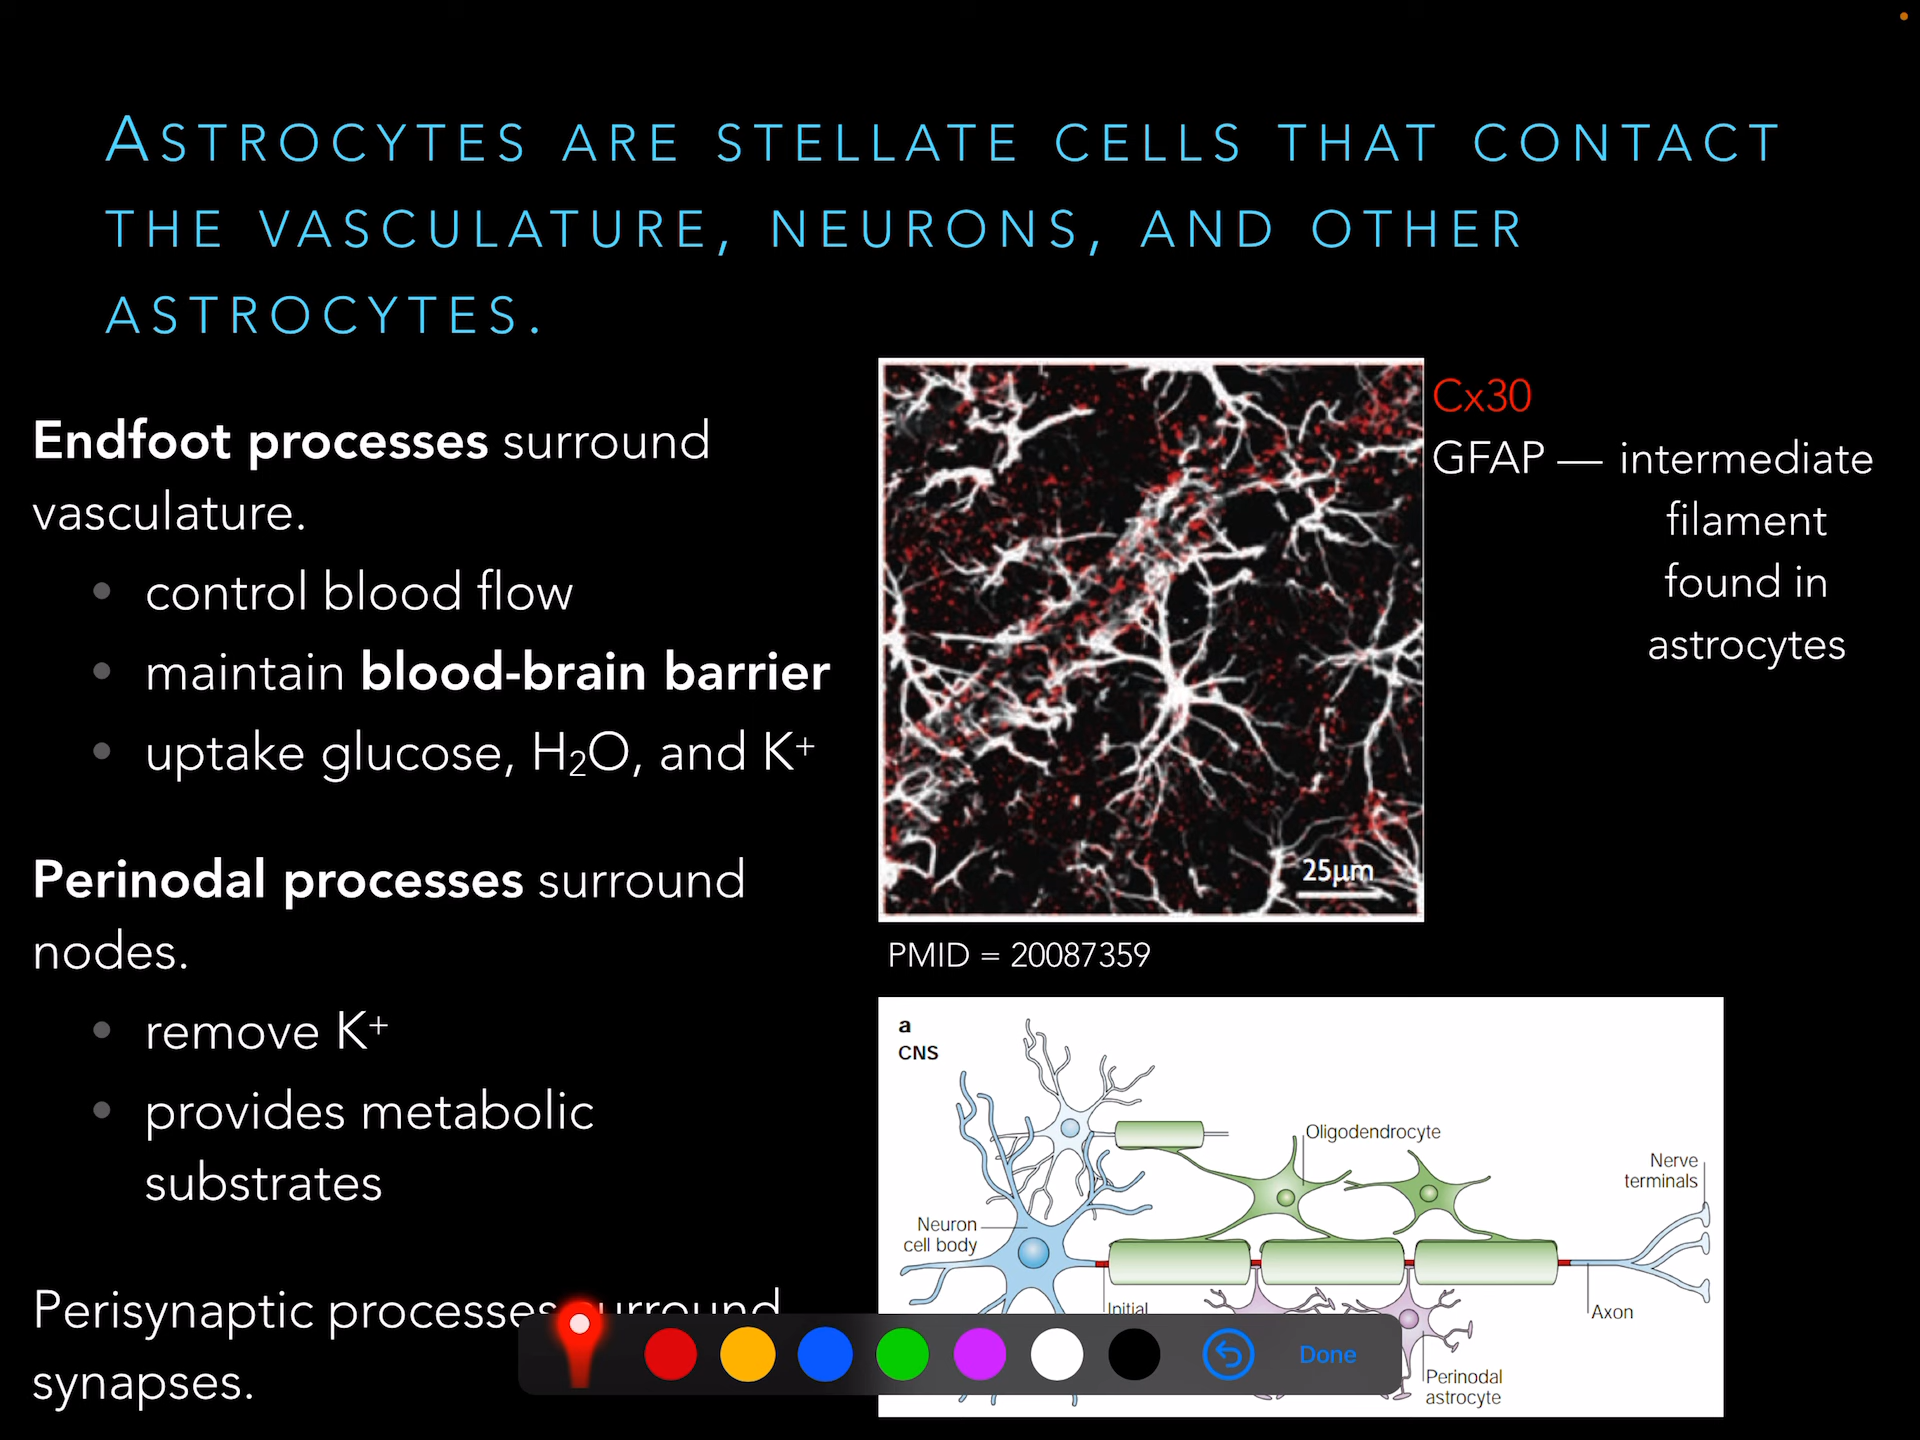 ASTROCYTES ARE STELLATE CELLS THAT CONTACT
THE VASCULATURE, NEURONS, AND OTHER
ASTROCYTES.
Endfoot processes surround
vasculature.
• control blood flow
• maintain blood-brain barrier
• uptake glucose, H₂O, and K⁺
Perinodal processes surround
nodes.
• remove K⁺
• provides metabolic
substrates
Perisynaptic processes surround
synapses.
Cx30
GFAP — intermediate
filament
found in
astrocytes
25µm
PMID = 20087359
a
CNS
Oligodendrocyte
Nerve
terminals
Neuron
cell body
Initial
Axon
Perinodal
astrocyte
Done